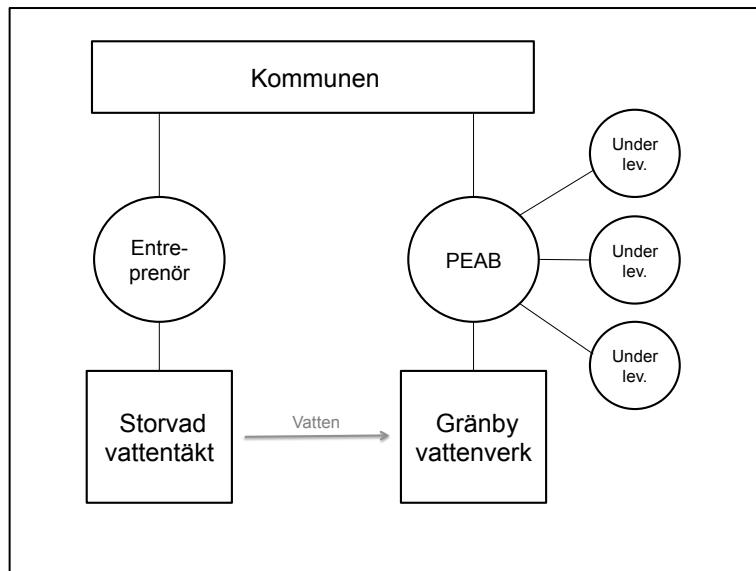 Kommunen
Under
lev.
Entre-
prenör
PEAB
Under
lev.
Under
lev.
Storvad
vattentäkt
Vatten
Gränby
vattenverk